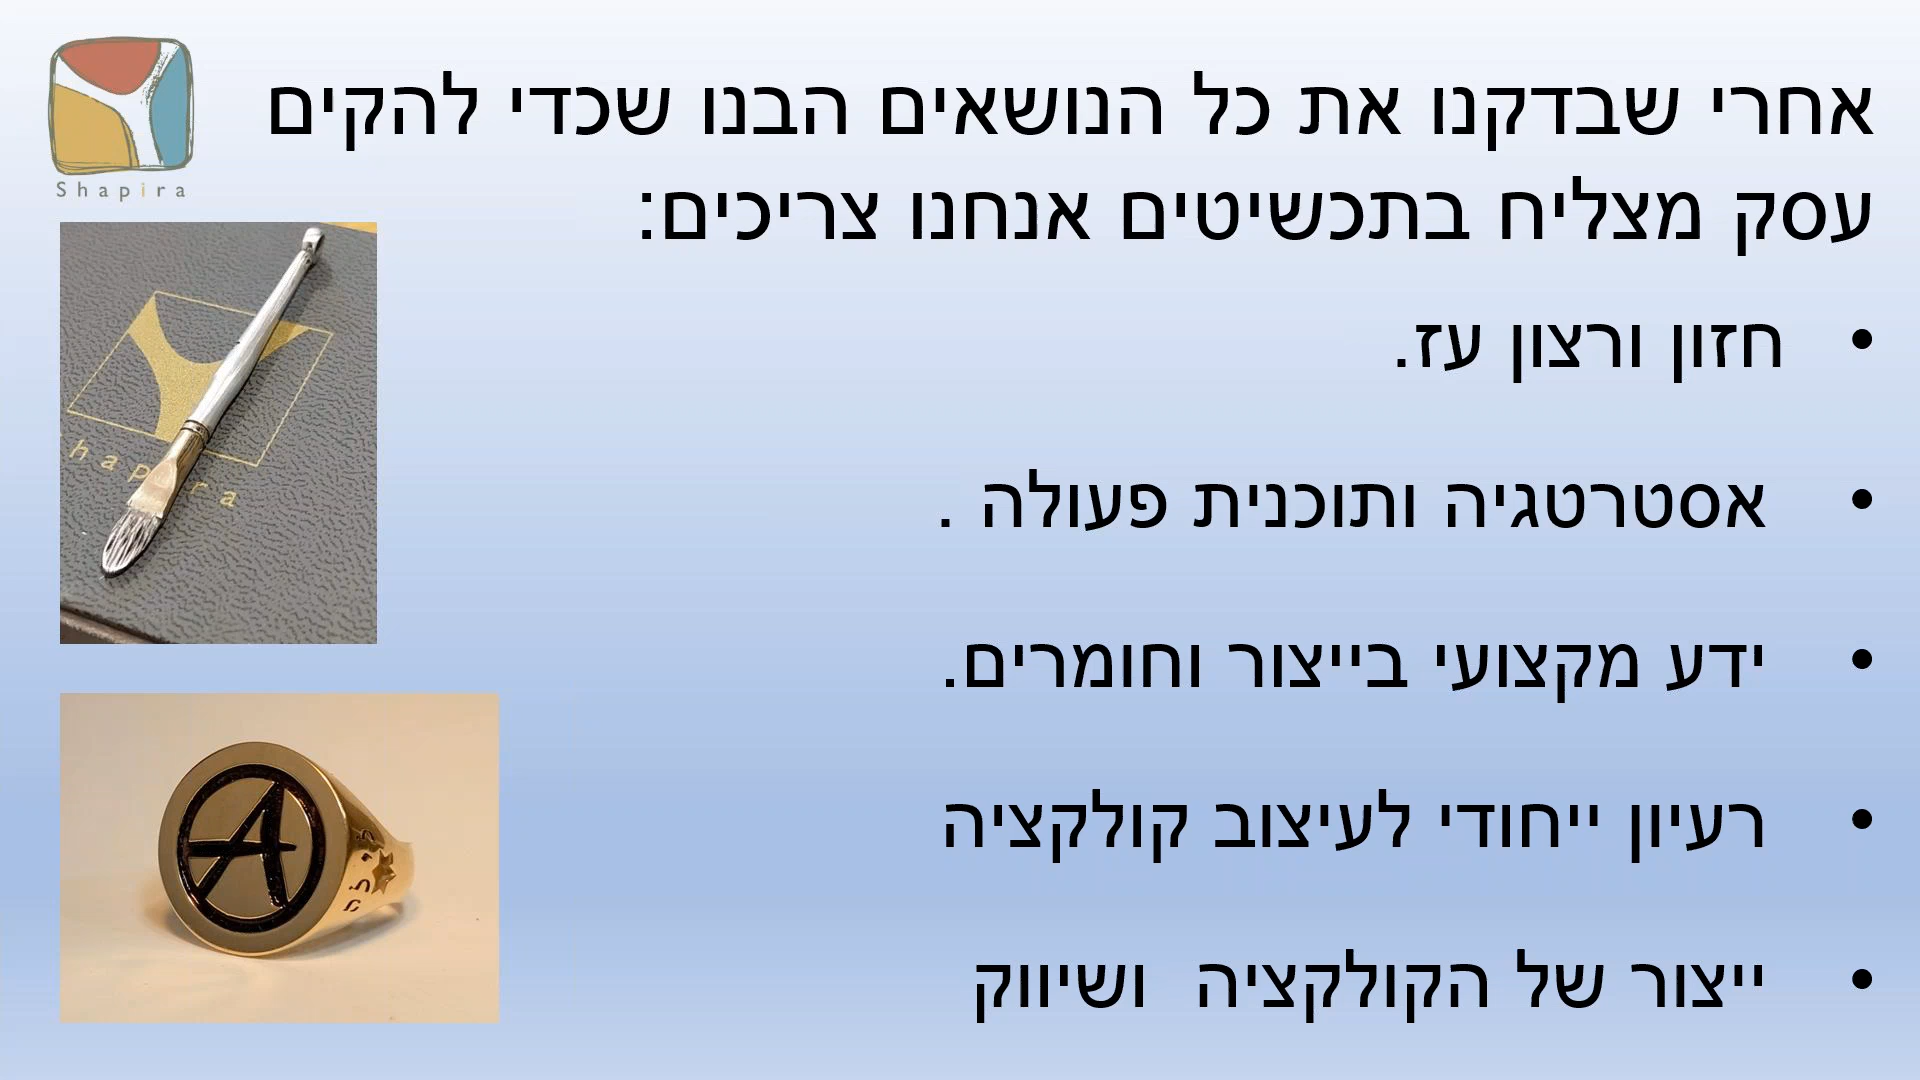 Shapira
אחרי שבדקנו את כל הנושאים הבנו שכדי להקים
עסק מצליח בתכשיטים אנחנו צריכים:
• חזון ורצון עז.
• אסטרטגיה ותוכנית פעולה .
• ידע מקצועי בייצור וחומרים.
• רעיון ייחודי לעיצוב קולקציה
• ייצור של הקולקציה  ושיווק
A